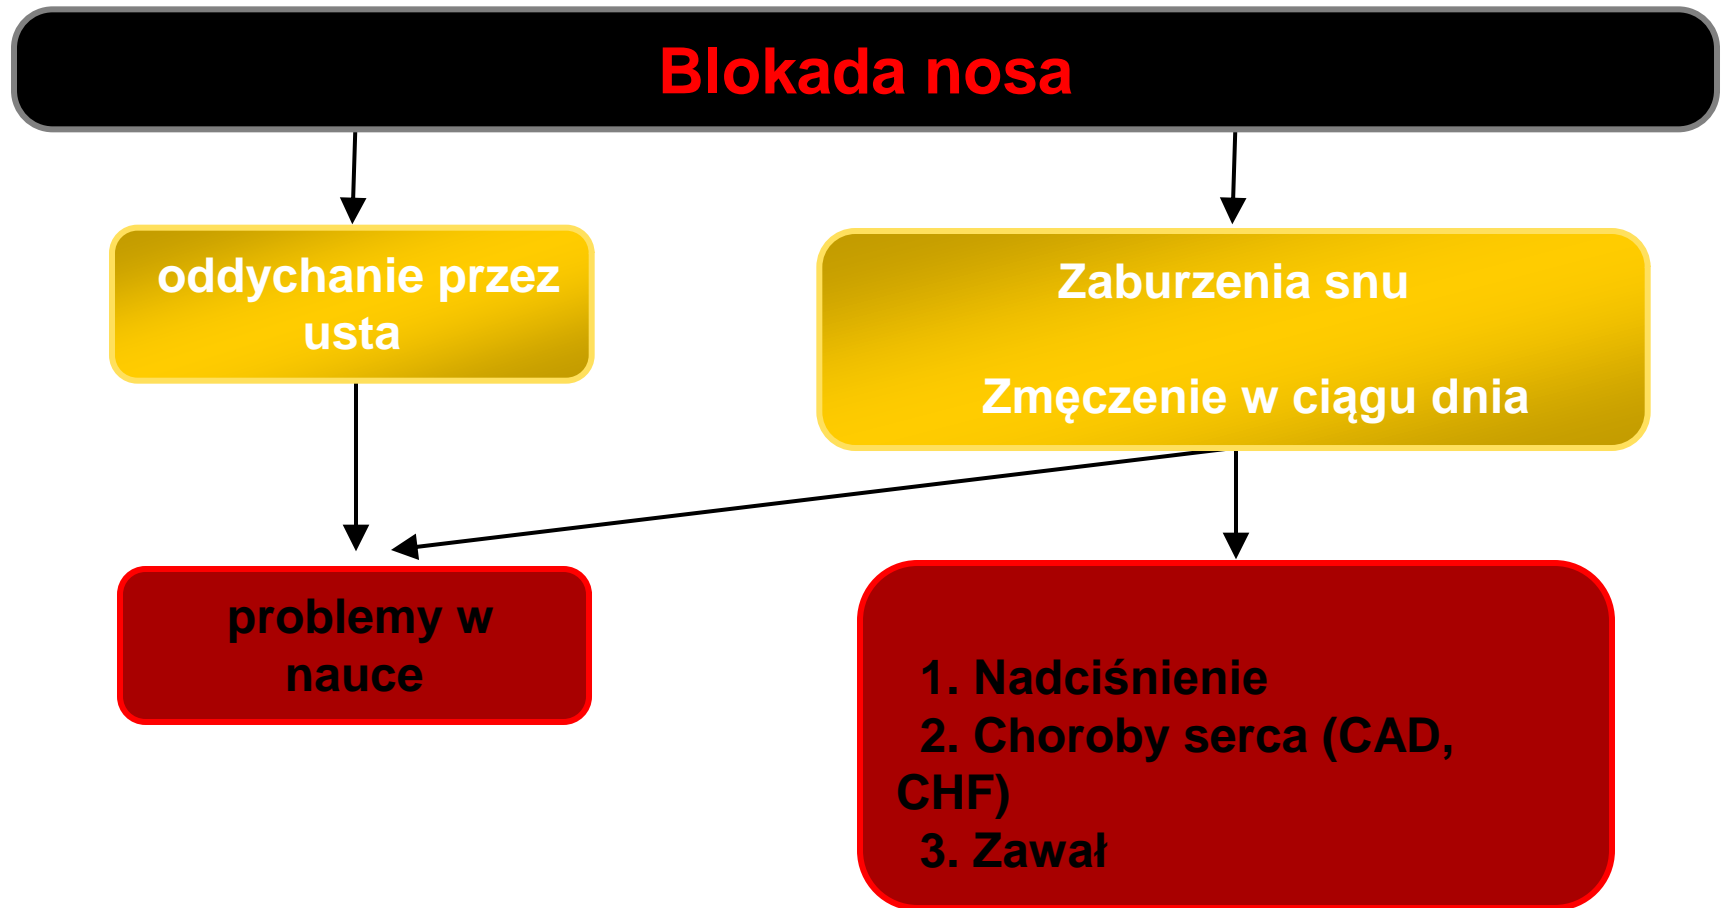 Blokada nosa
oddychanie przez
usta
Zaburzenia snu
Zmęczenie w ciągu dnia
problemy w
nauce
1. Nadciśnienie
2. Choroby serca (CAD,
CHF)
3. Zawał